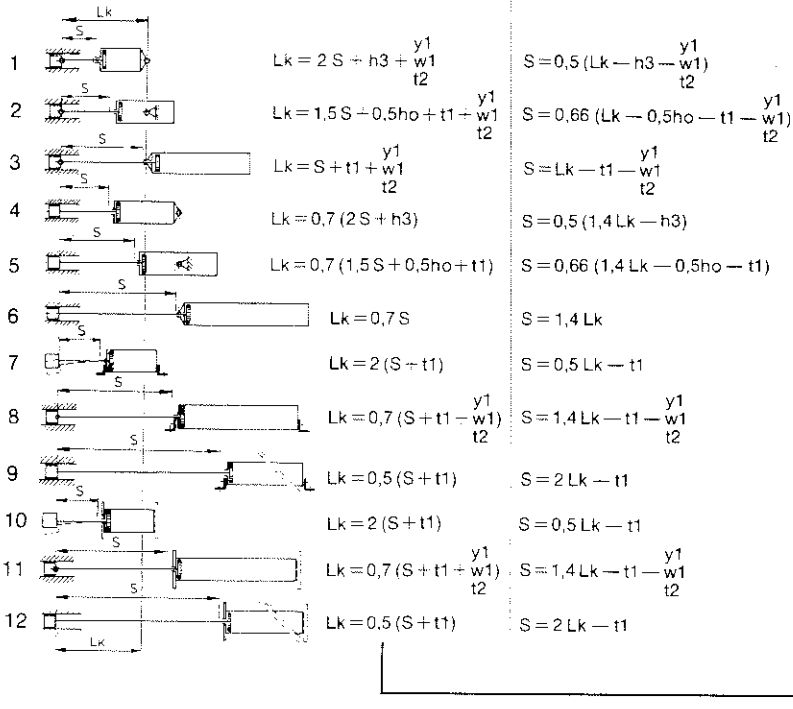 Lk
S
y1 y1
1 Lk = 2 S + h3 + w1 S = 0,5 (Lk — h3 — w1)
t2 t2
S
y1 y1
2 Lk = 1,5 S + 0,5ho + t1 + w1 S = 0,66 (Lk — 0,5ho — t1 — w1)
t2 t2
S
y1 y1
3 Lk = S + t1 + w1 S = Lk — t1 — w1
t2 t2
S
4 Lk = 0,7 (2 S + h3) S = 0,5 (1,4 Lk — h3)
S
5 Lk = 0,7 (1,5 S + 0,5ho + t1) S = 0,66 (1,4 Lk — 0,5ho — t1)
S
6 Lk = 0,7 S S = 1,4 Lk
S
7 Lk = 2 (S + t1) S = 0,5 Lk — t1
S
y1 y1
8 Lk = 0,7 (S + t1 + w1) S = 1,4 Lk — t1 — w1
t2 t2
S
9 Lk = 0,5 (S + t1) S = 2 Lk — t1
S
10 Lk = 2 (S + t1) S = 0,5 Lk — t1
S
y1 y1
11 Lk = 0,7 (S + t1 + w1) S = 1,4 Lk — t1 — w1
t2 t2
S
12 Lk = 0,5 (S + t1) S = 2 Lk — t1
Lk